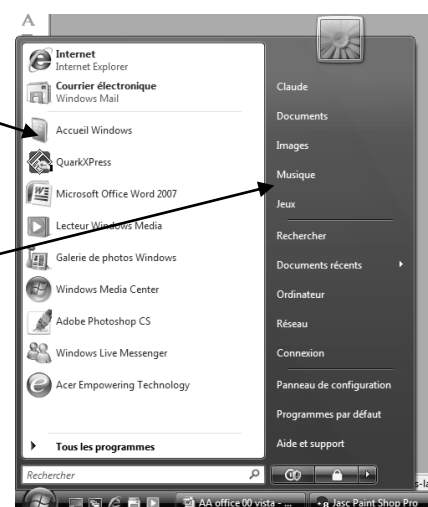 A
Internet
Internet Explorer
Courrier électronique
Windows Mail
Accueil Windows
QuarkXPress
Microsoft Office Word 2007
Lecteur Windows Media
Galerie de photos Windows
Windows Media Center
Adobe Photoshop CS
Windows Live Messenger
Acer Empowering Technology
Tous les programmes
Rechercher
Claude
Documents
Images
Musique
Jeux
Rechercher
Documents récents
Ordinateur
Réseau
Connexion
Panneau de configuration
Programmes par défaut
Aide et support
s-la
AA office 00 vista - ...
Jasc Paint Shop Pro